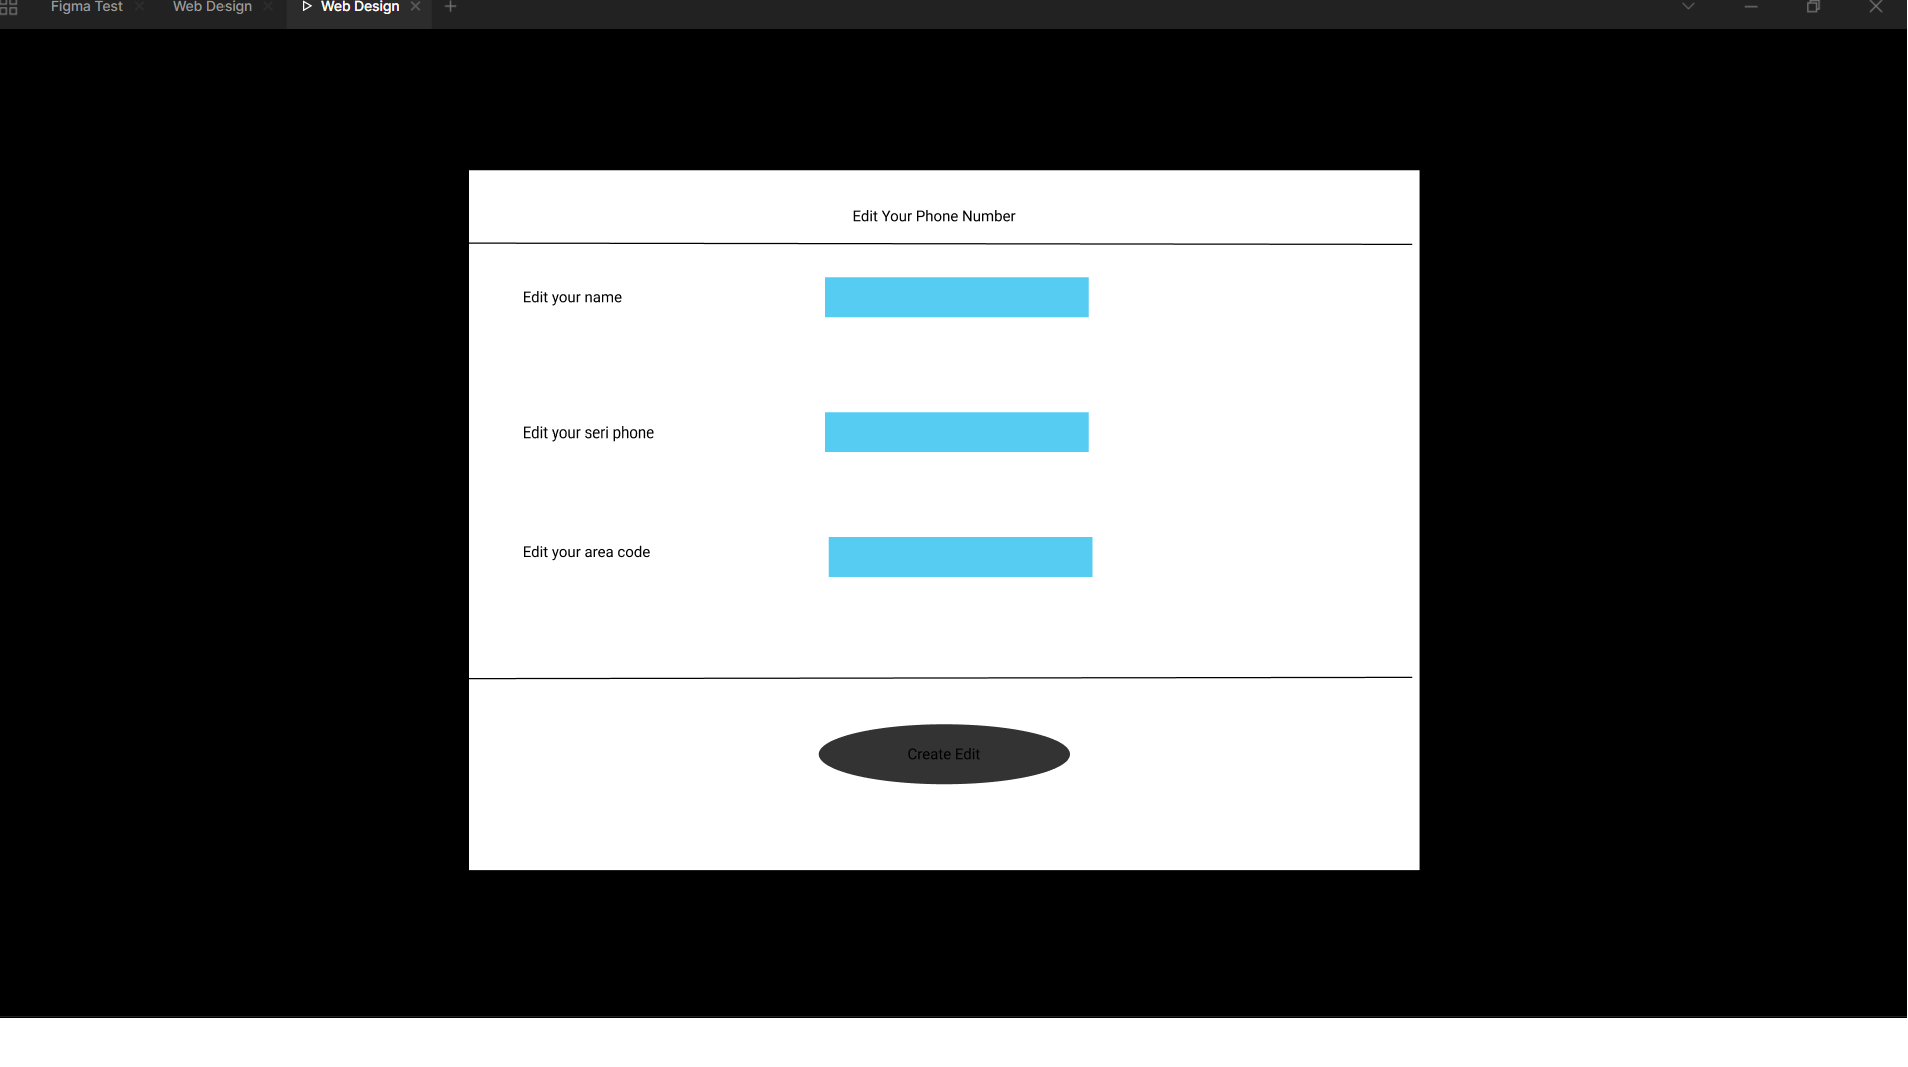 Figma Test
Web Design
Web Design
Edit Your Phone Number
Edit your name
Edit your seri phone
Edit your area code
Create Edit